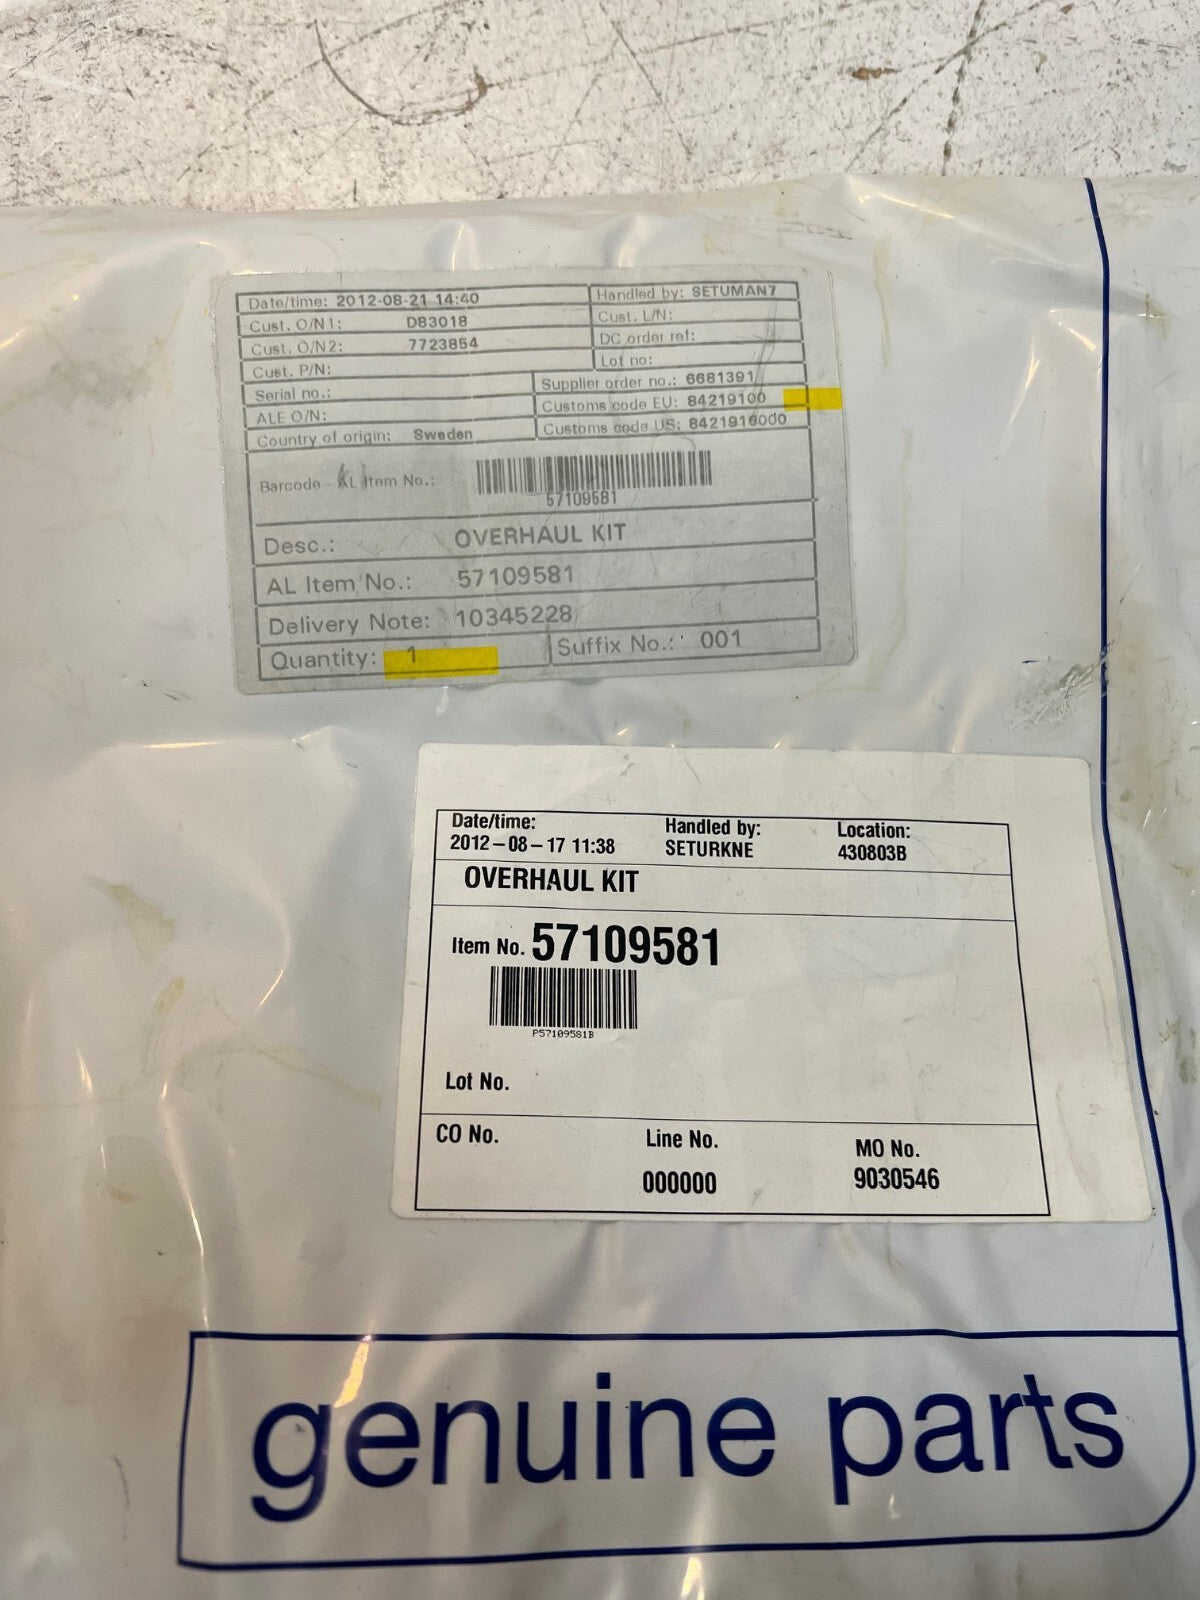 Date/time: 2012-08-21 14:40 Handled by: SETUMAN7
Cust. O/N1: D83018 Cust. L/N:
Cust. O/N2: 7723854 DC order ref:
Cust. P/N: Lot no:
Serial no.: Supplier order no.: 6681391
ALE O/N: Customs code EU: 84219100
Country of origin: Sweden Customs code US: 8421916000
Barcode - AL Item No.:
57109581
Desc.: OVERHAUL KIT
AL Item No.: 57109581
Delivery Note: 10345228
Quantity: 1 Suffix No.: 001
Date/time: Handled by: Location:
2012-08-17 11:38 SETURKNE 430803B
OVERHAUL KIT
Item No. 57109581
P57109581B
Lot No.
CO No. Line No. MO No.
000000 9030546
genuine parts